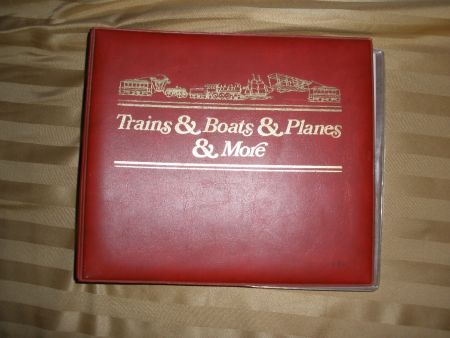 Trains & Boats & Planes
& More